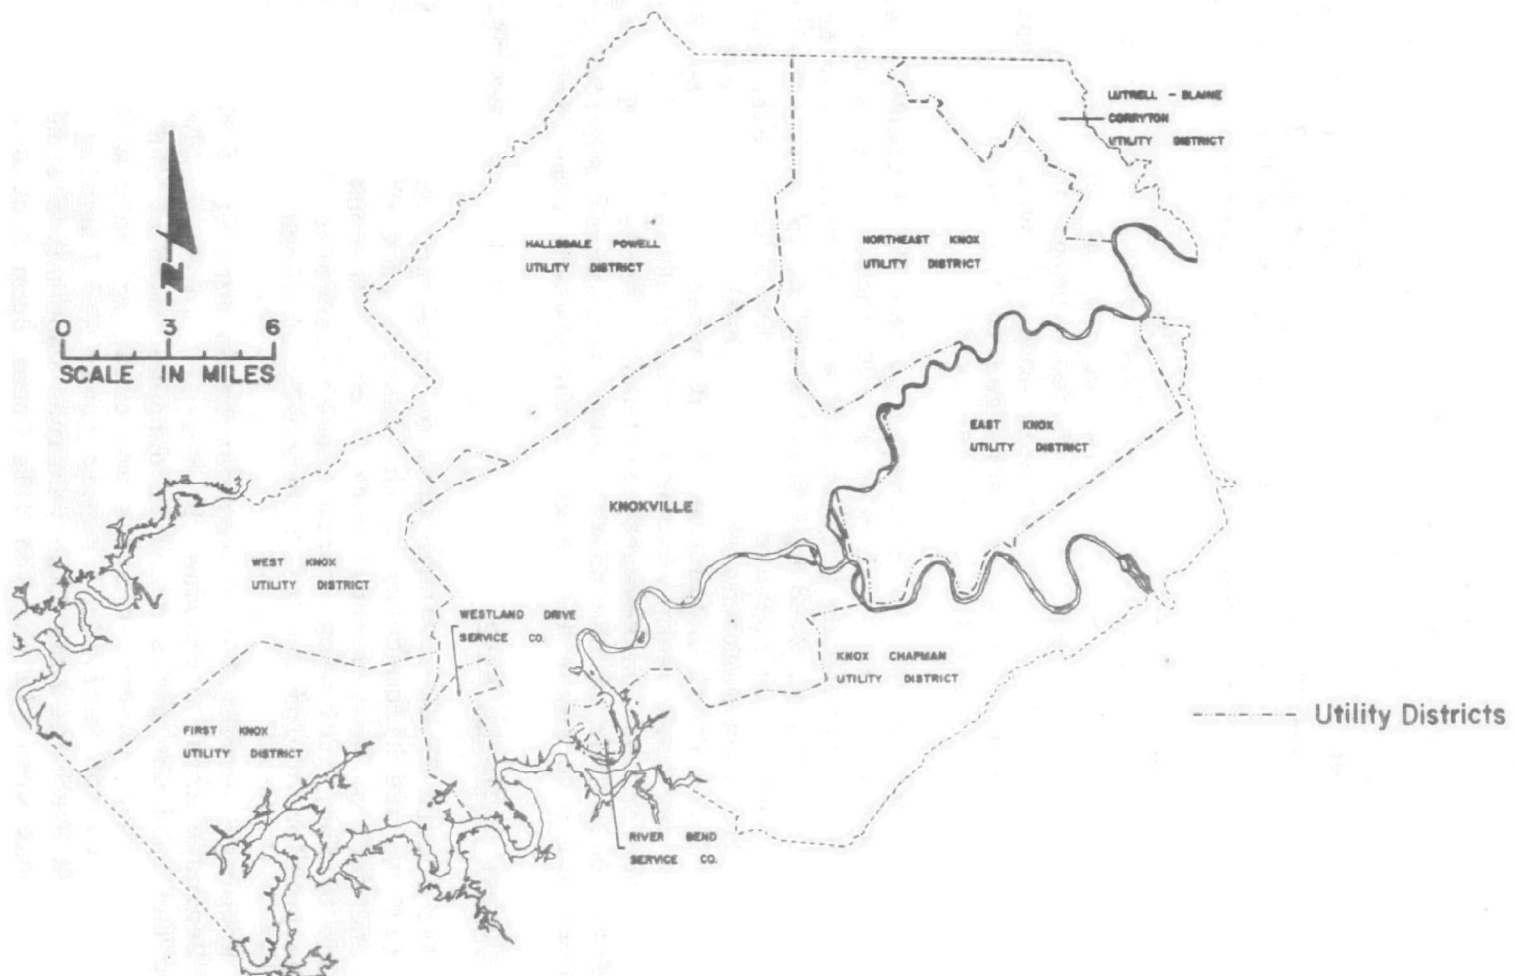 LUTRELL - BLAINE
CORRYTON
UTILITY DISTRICT
HALLSDALE POWELL
UTILITY DISTRICT
NORTHEAST KNOX
UTILITY DISTRICT
N
0 3 6
SCALE IN MILES
EAST KNOX
UTILITY DISTRICT
KNOXVILLE
WEST KNOX
UTILITY DISTRICT
WESTLAND DRIVE
SERVICE CO.
KNOX CHAPMAN
UTILITY DISTRICT
FIRST KNOX
UTILITY DISTRICT
Utility Districts
RIVER BEND
SERVICE CO.